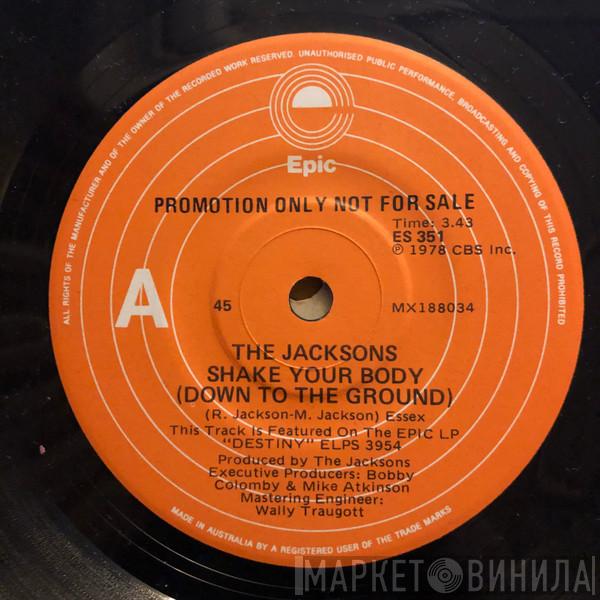 ALL RIGHTS OF THE MANUFACTURER AND OF THE OWNER OF THE RECORDED WORK RESERVED. UNAUTHORISED PUBLIC PERFORMANCE, BROADCASTING AND COPYING OF THIS RECORD PROHIBITED
Epic
PROMOTION ONLY NOT FOR SALE
Time: 3.43
ES 351
℗ 1978 CBS Inc.
A
45
MX188034
THE JACKSONS
SHAKE YOUR BODY
(DOWN TO THE GROUND)
(R. Jackson-M. Jackson) Essex
This Track Is Featured On The EPIC LP
"DESTINY" ELPS 3954
Produced by The Jacksons
Executive Producers: Bobby
Colomby & Mike Atkinson
Mastering Engineer:
Wally Traugott
MADE IN AUSTRALIA BY A REGISTERED USER OF THE TRADE MARKS
МАРКЕТ ВИНИЛА